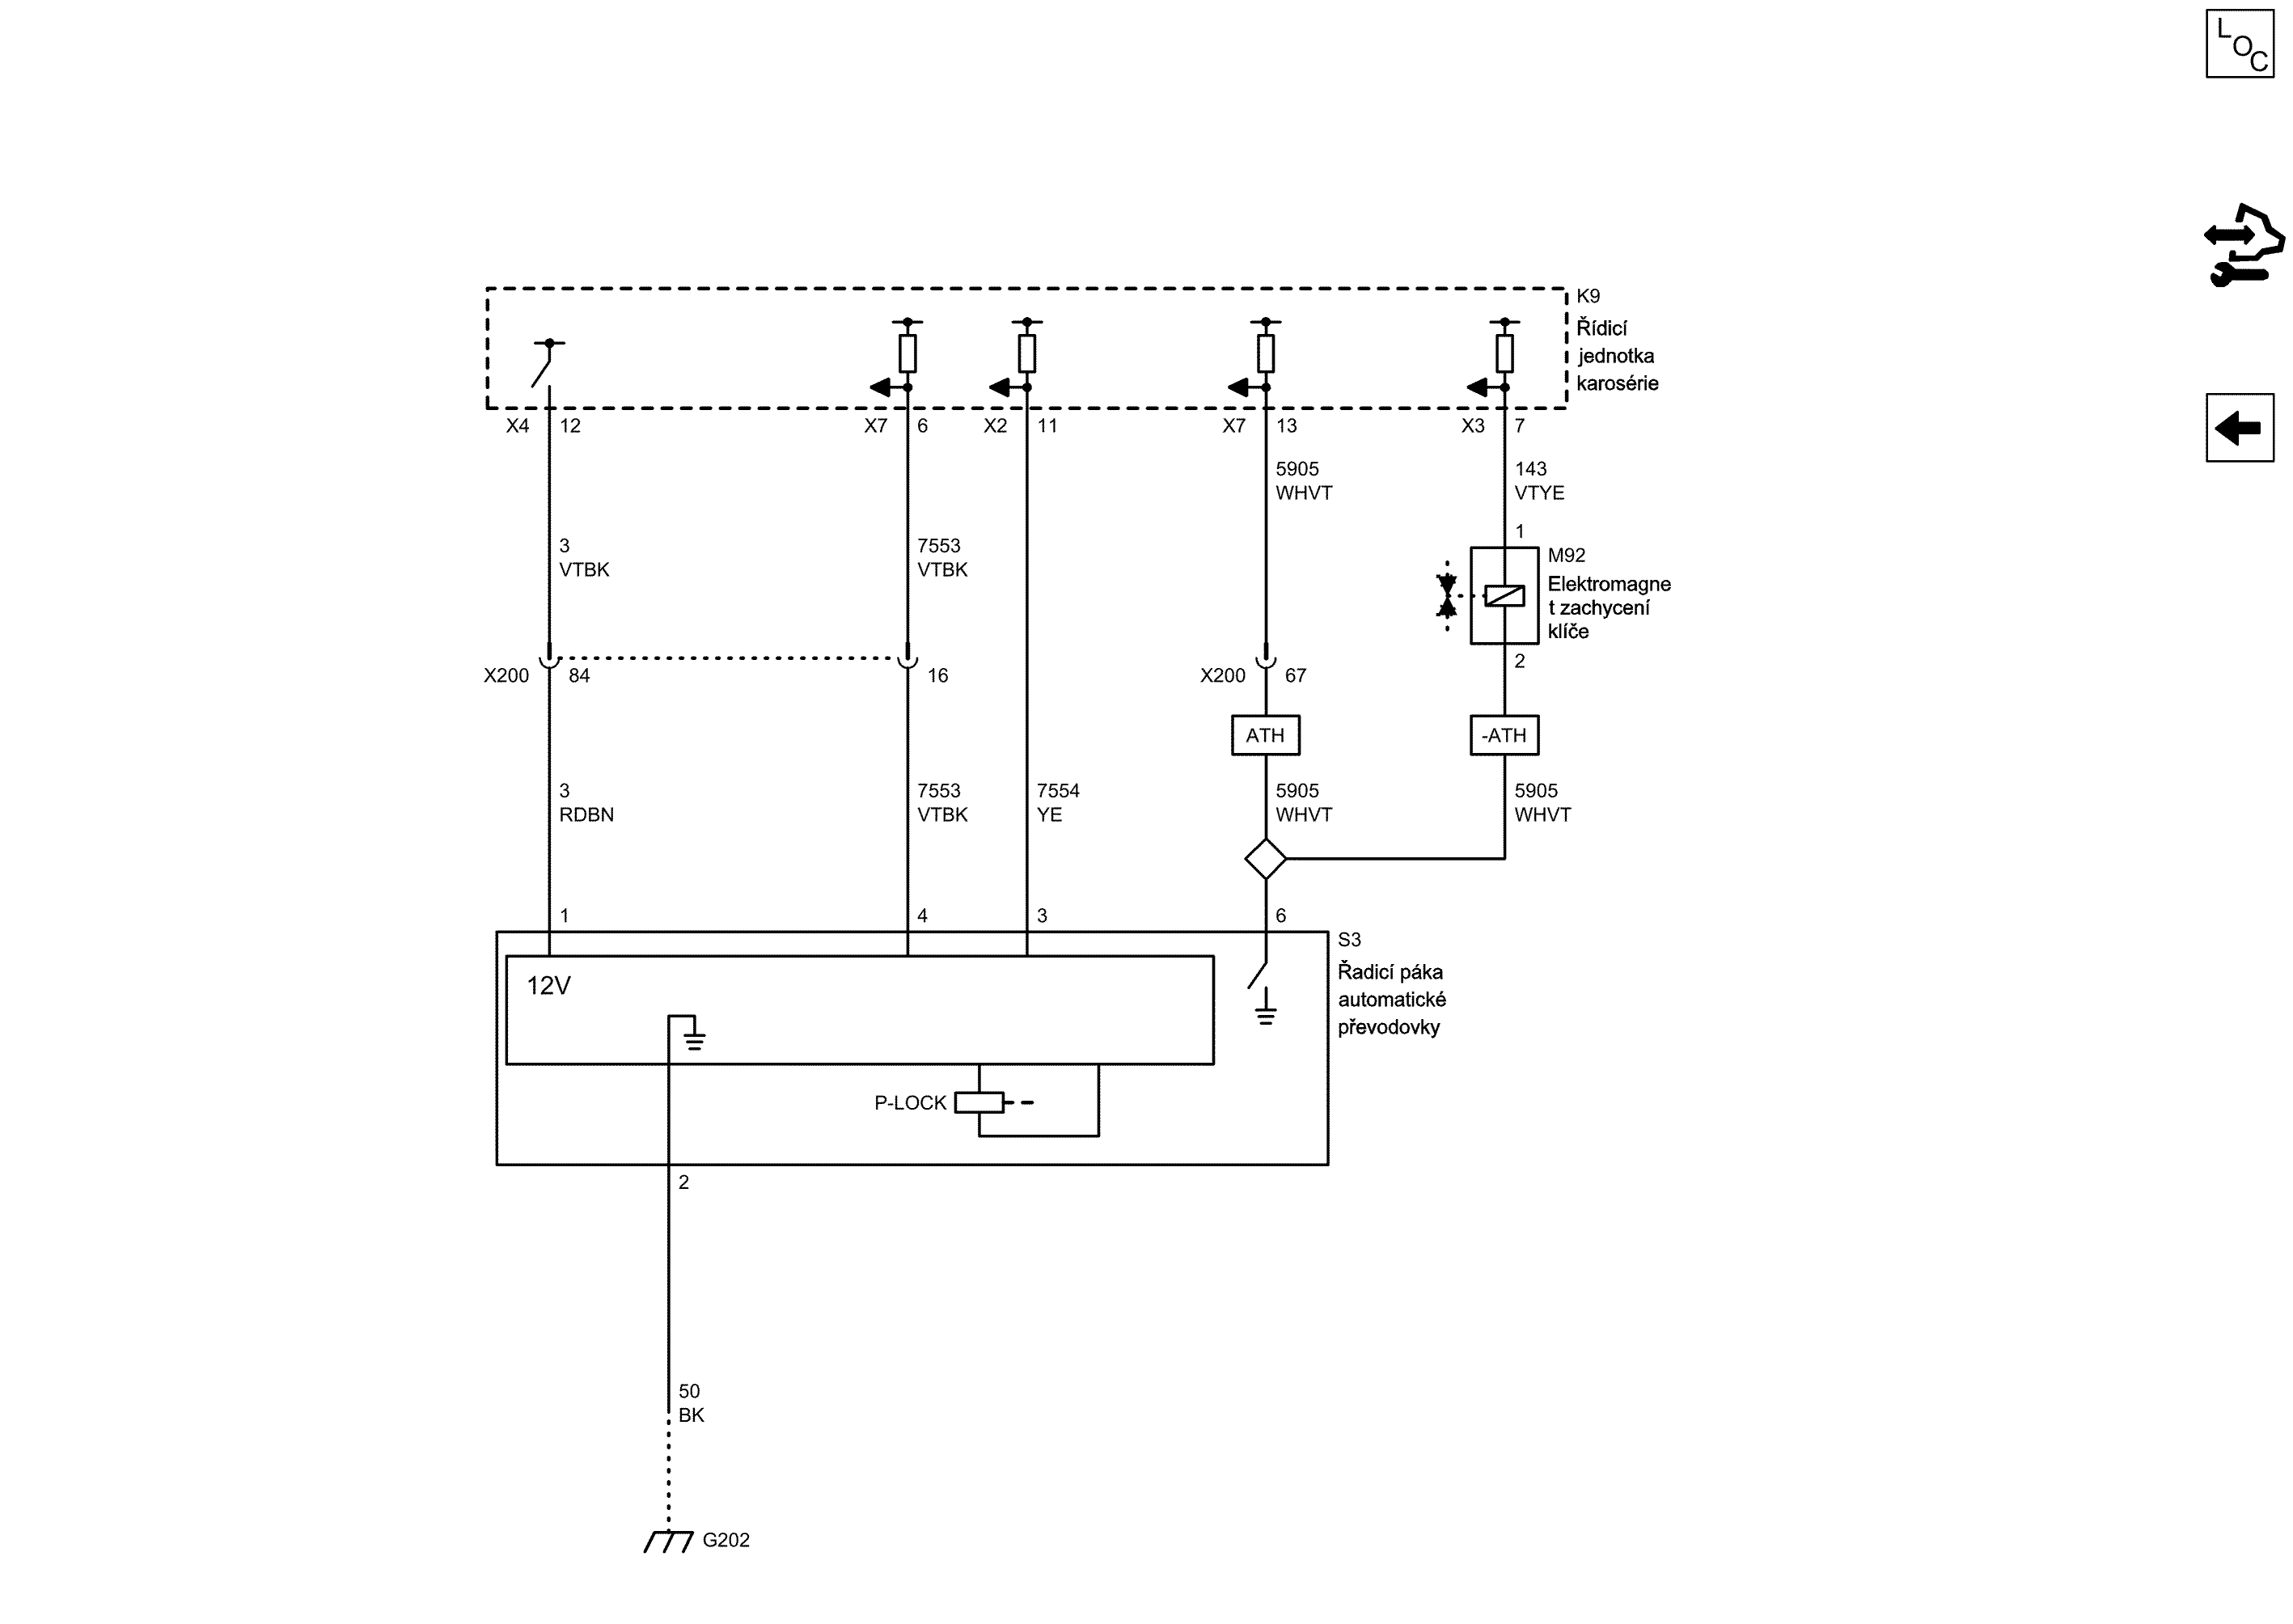 LOC
K9
Řídicí
jednotka
karosérie
X4 12
X7 6
X2 11
X7 13
X3 7
5905
WHVT
143
VTYE
3
VTBK
7553
VTBK
1
M92
Elektromagne
t zachycení
klíče
2
X200 84
16
X200 67
ATH
-ATH
3
RDBN
7553
VTBK
7554
YE
5905
WHVT
5905
WHVT
1
4
3
6
S3
Řadicí páka
automatické
převodovky
12V
P-LOCK
2
50
BK
G202